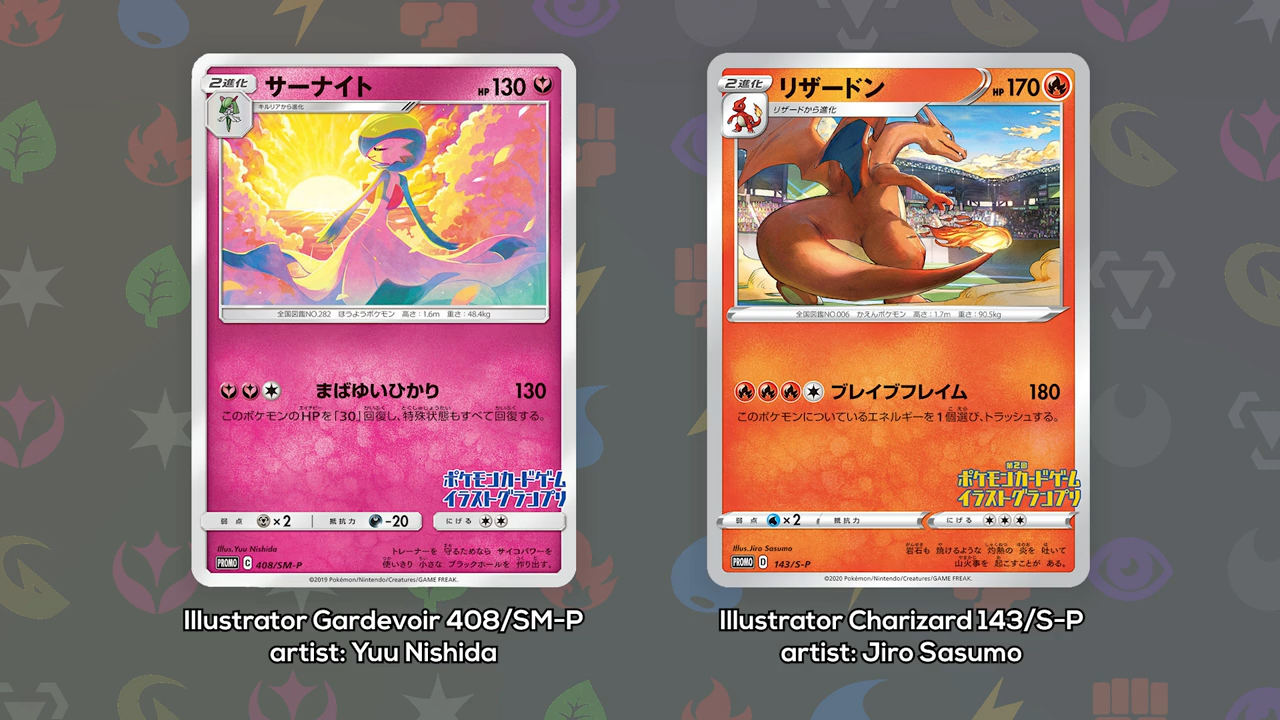 2進化 サーナイト HP 130
キルリアから進化
全国図鑑NO.282 ほうようポケモン 高さ:1.6m 重さ:48.4kg
まばゆいひかり 130
このポケモンのHPを「30」回復し、特殊状態もすべて回復する。
ポケモンカードゲーム
イラストグランプリ
弱点 ×2 抵抗力 -20 にげる
Illus.Yuu Nishida
PROMO C 408/SM-P
トレーナーを 守るためなら サイコパワーを
使いきり 小さな ブラックホールを 作り出す。
©2019 Pokémon/Nintendo/Creatures/GAME FREAK.
Illustrator Gardevoir 408/SM-P
artist: Yuu Nishida
2進化 リザードン HP 170
リザードから進化
全国図鑑NO.006 かえんポケモン 高さ:1.7m 重さ:90.5kg
ブレイブフレイム 180
このポケモンについているエネルギーを1個選び、トラッシュする。
第2回
ポケモンカードゲーム
イラストグランプリ
弱点 ×2 抵抗力 にげる
Illus.Jiro Sasumo
PROMO D 143/S-P
岩石も 焼けるような 灼熱の 炎を 吐いて
山火事を 起こすことが ある。
©2020 Pokémon/Nintendo/Creatures/GAME FREAK.
Illustrator Charizard 143/S-P
artist: Jiro Sasumo